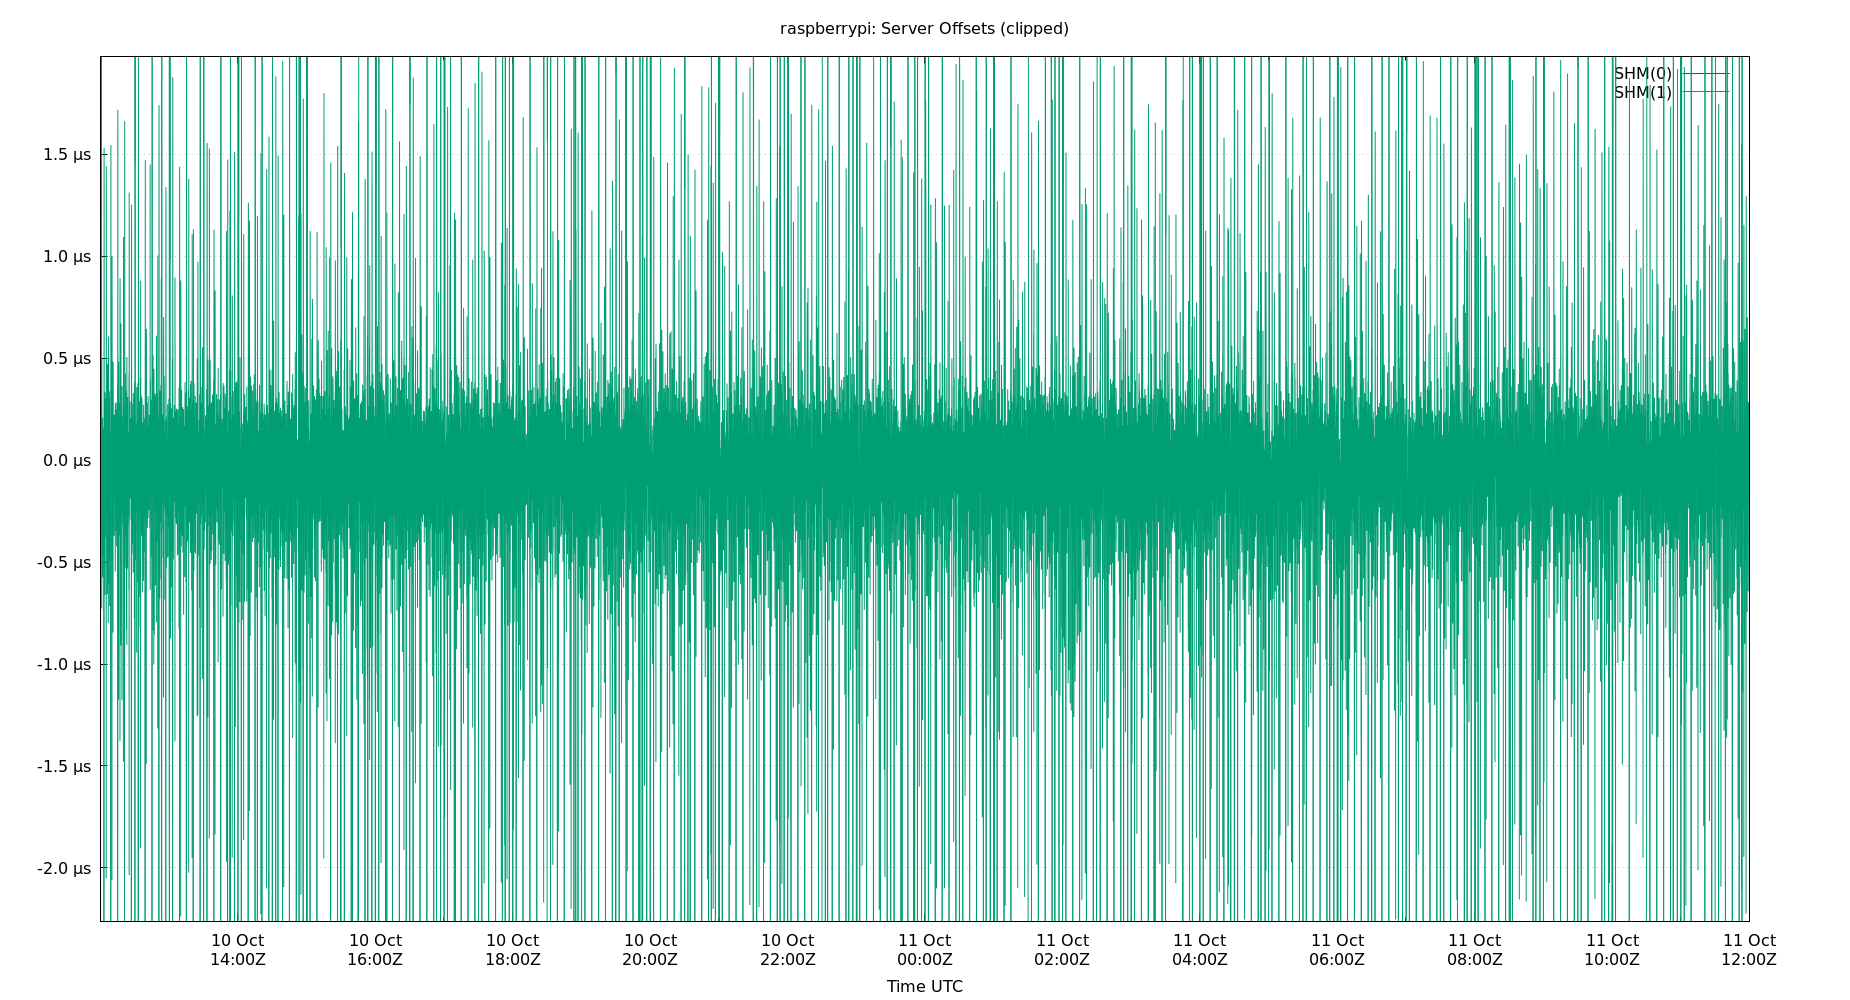 raspberrypi: Server Offsets (clipped)
SHM(0)
SHM(1)
1.5 µs
1.0 µs
0.5 µs
0.0 µs
-0.5 µs
-1.0 µs
-1.5 µs
-2.0 µs
10 Oct 10 Oct 10 Oct 10 Oct 10 Oct 11 Oct 11 Oct 11 Oct 11 Oct 11 Oct 11 Oct 11 Oct
14:00Z 16:00Z 18:00Z 20:00Z 22:00Z 00:00Z 02:00Z 04:00Z 06:00Z 08:00Z 10:00Z 12:00Z
Time UTC